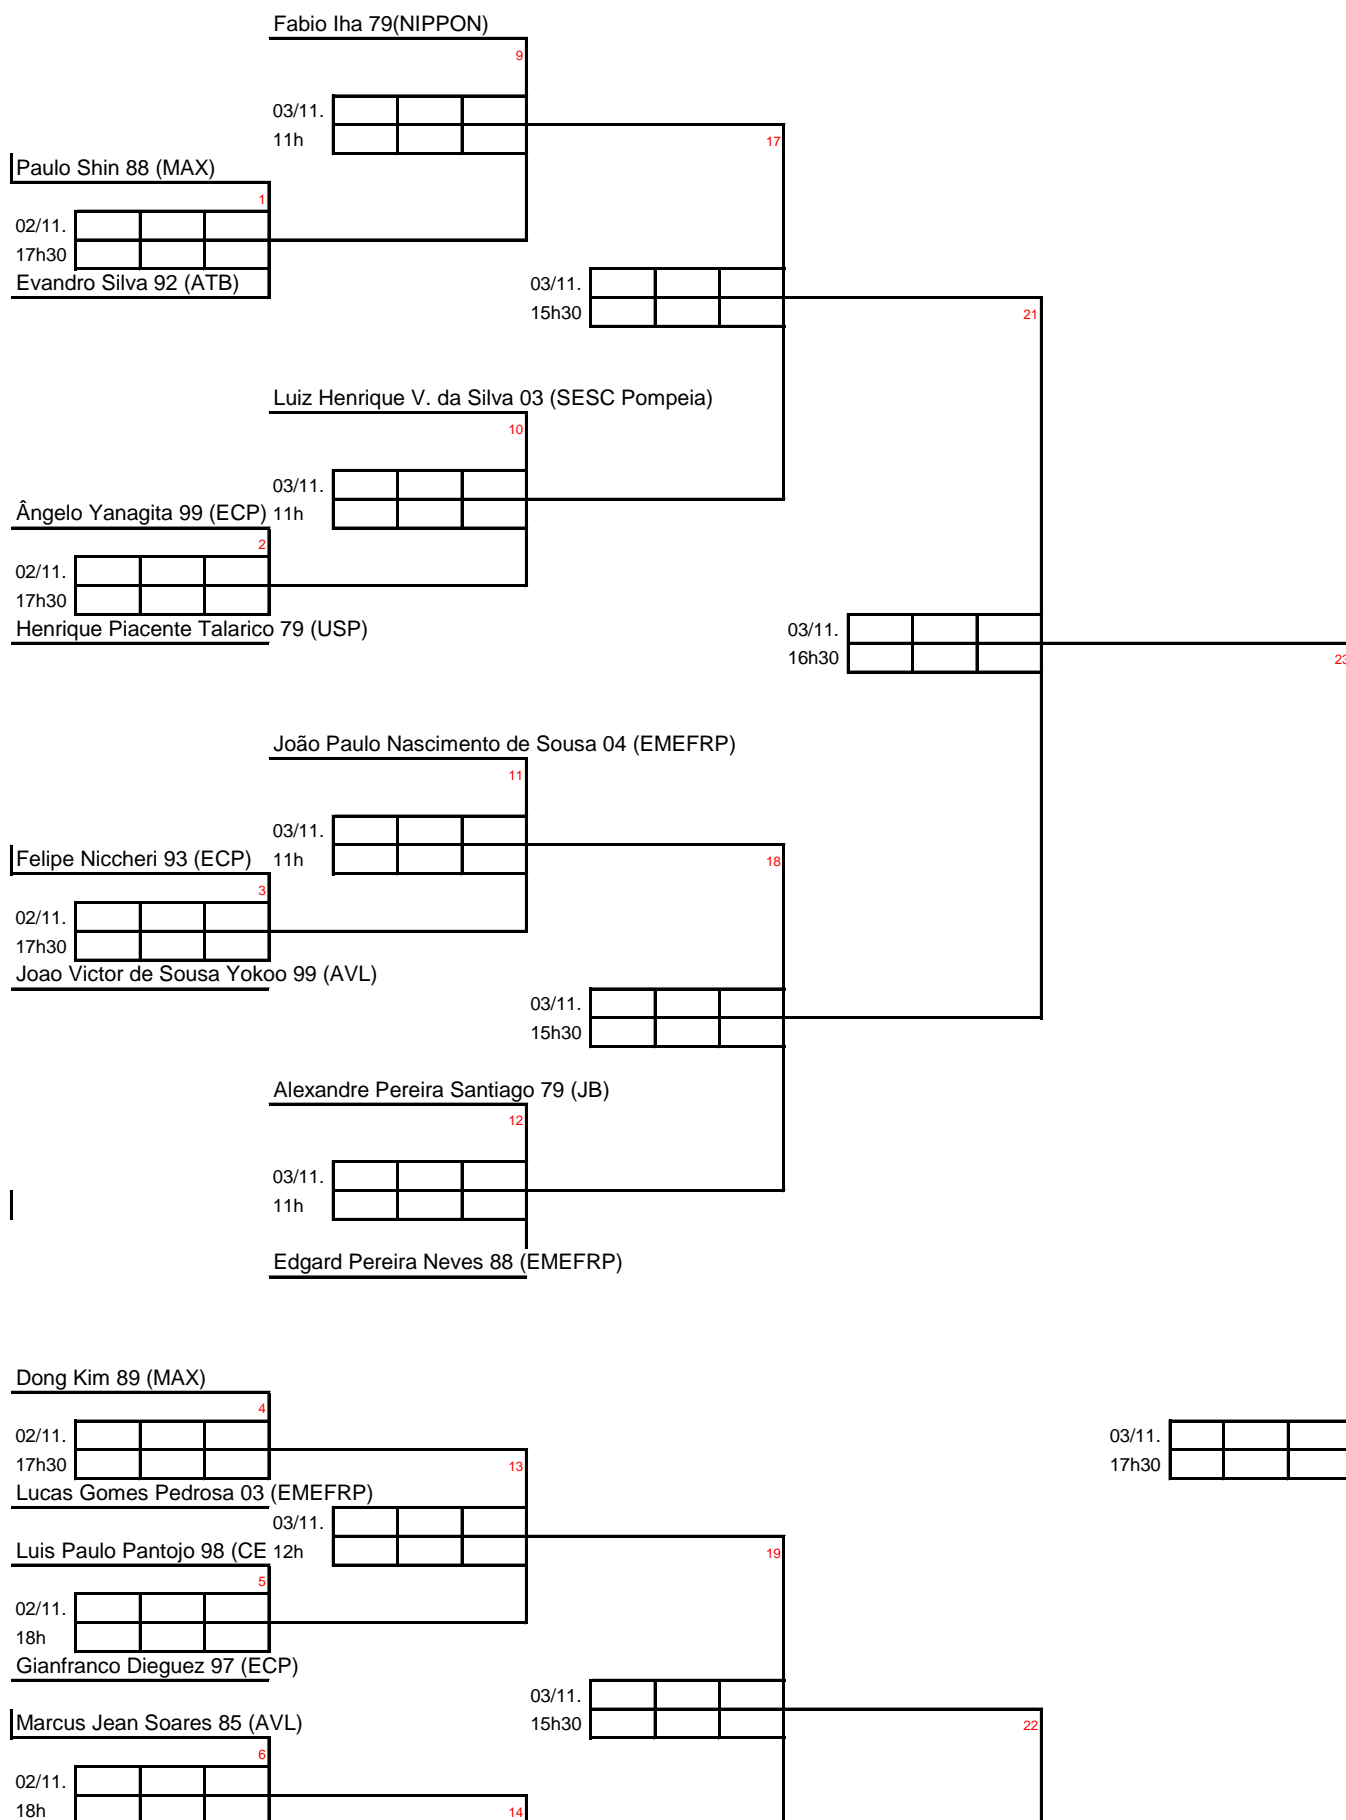 Fabio Iha 79(NIPPON)
9
03/11.
11h
17
Paulo Shin 88 (MAX)
1
02/11.
17h30
Evandro Silva 92 (ATB)
03/11.
15h30
21
Luiz Henrique V. da Silva 03 (SESC Pompeia)
10
03/11.
Ângelo Yanagita 99 (ECP) 11h
2
02/11.
17h30
Henrique Piacente Talarico 79 (USP)
03/11.
16h30
23
João Paulo Nascimento de Sousa 04 (EMEFRP)
11
03/11.
Felipe Niccheri 93 (ECP) 11h
18
3
02/11.
17h30
Joao Victor de Sousa Yokoo 99 (AVL)
03/11.
15h30
Alexandre Pereira Santiago 79 (JB)
12
03/11.
11h
Edgard Pereira Neves 88 (EMEFRP)
Dong Kim 89 (MAX)
4
02/11.
03/11.
17h30
13
17h30
Lucas Gomes Pedrosa 03 (EMEFRP)
03/11.
Luis Paulo Pantojo 98 (CE 12h
19
5
02/11.
18h
Gianfranco Dieguez 97 (ECP)
03/11.
Marcus Jean Soares 85 (AVL)
15h30
22
6
02/11.
18h
14